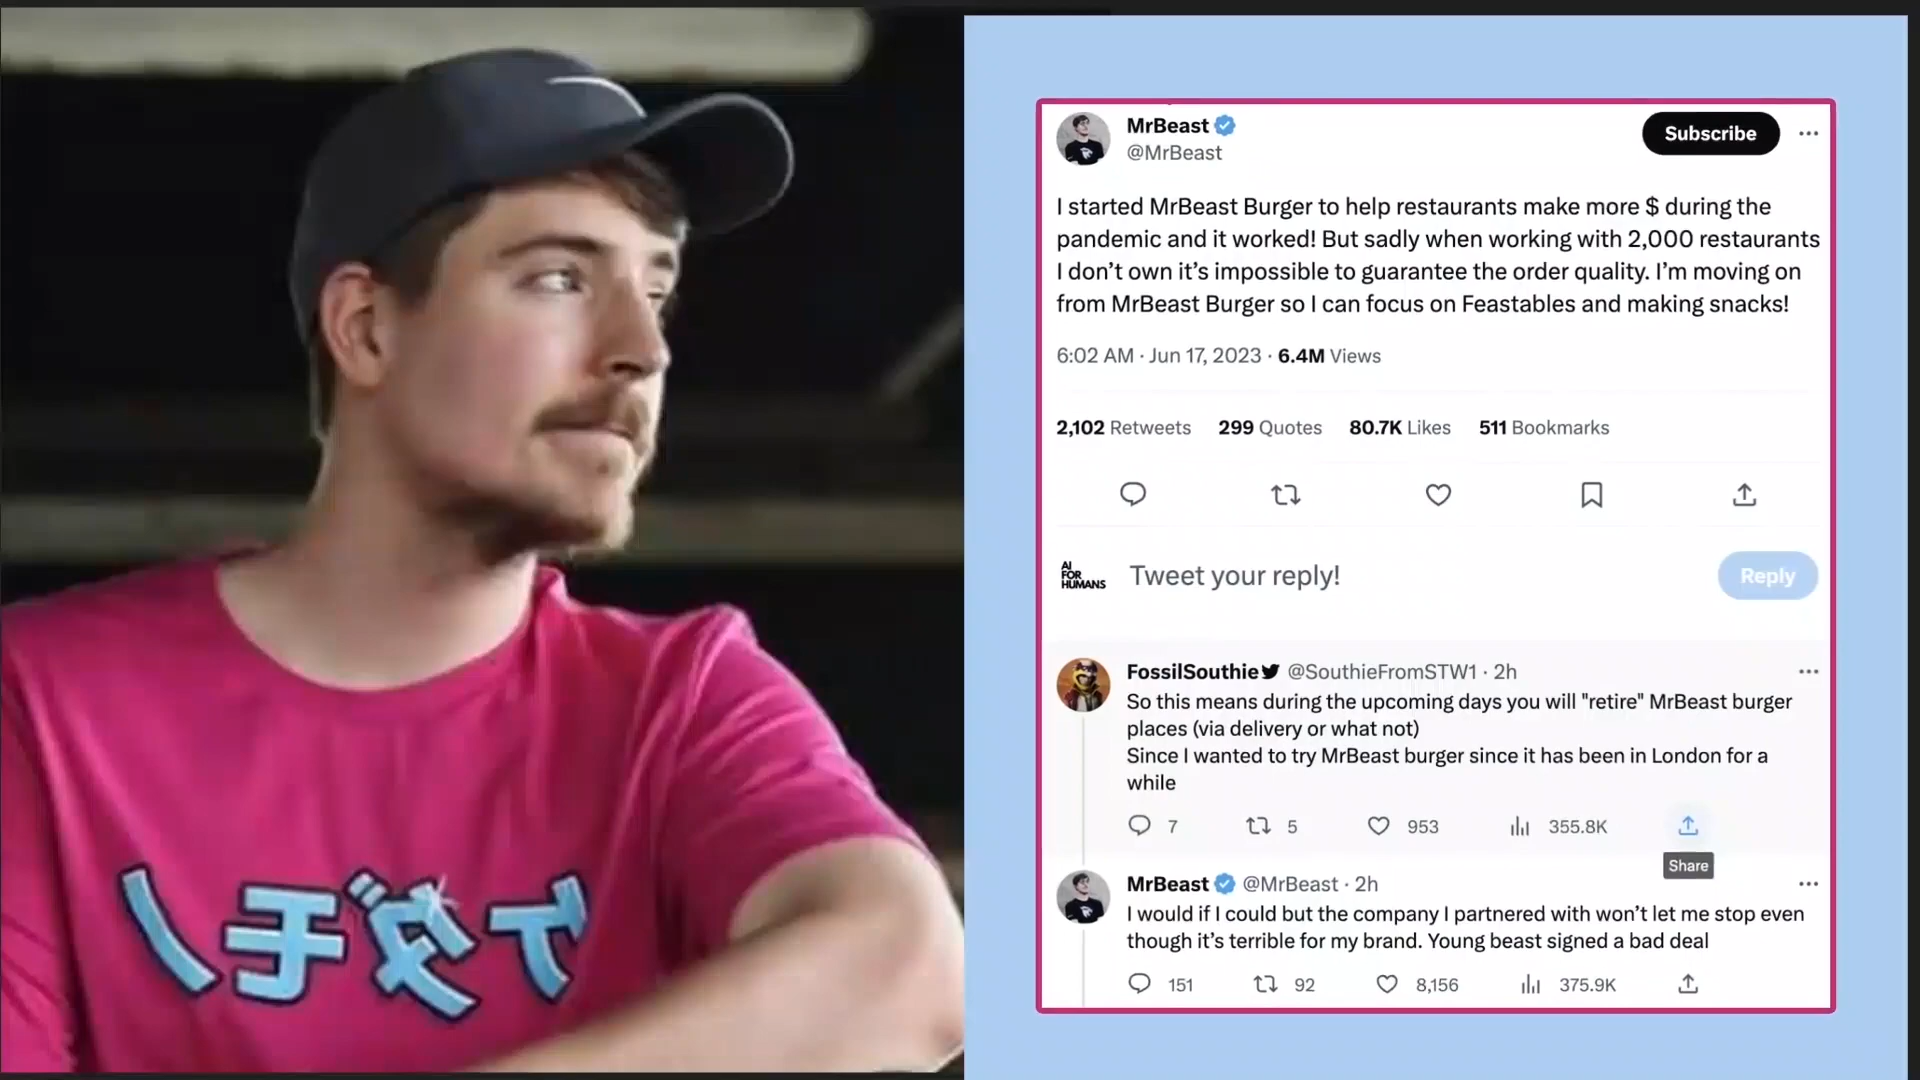 ケダモノ
MrBeast
@MrBeast
Subscribe
I started MrBeast Burger to help restaurants make more $ during the
pandemic and it worked! But sadly when working with 2,000 restaurants
I don’t own it’s impossible to guarantee the order quality. I’m moving on
from MrBeast Burger so I can focus on Feastables and making snacks!
6:02 AM · Jun 17, 2023 · 6.4M Views
2,102 Retweets 299 Quotes 80.7K Likes 511 Bookmarks
AI
FOR
HUMANS
Tweet your reply!
Reply
FossilSouthie @SouthieFromSTW1 · 2h
So this means during the upcoming days you will "retire" MrBeast burger
places (via delivery or what not)
Since I wanted to try MrBeast burger since it has been in London for a
while
7 5 953 355.8K
Share
MrBeast @MrBeast · 2h
I would if I could but the company I partnered with won’t let me stop even
though it’s terrible for my brand. Young beast signed a bad deal
151 92 8,156 375.9K